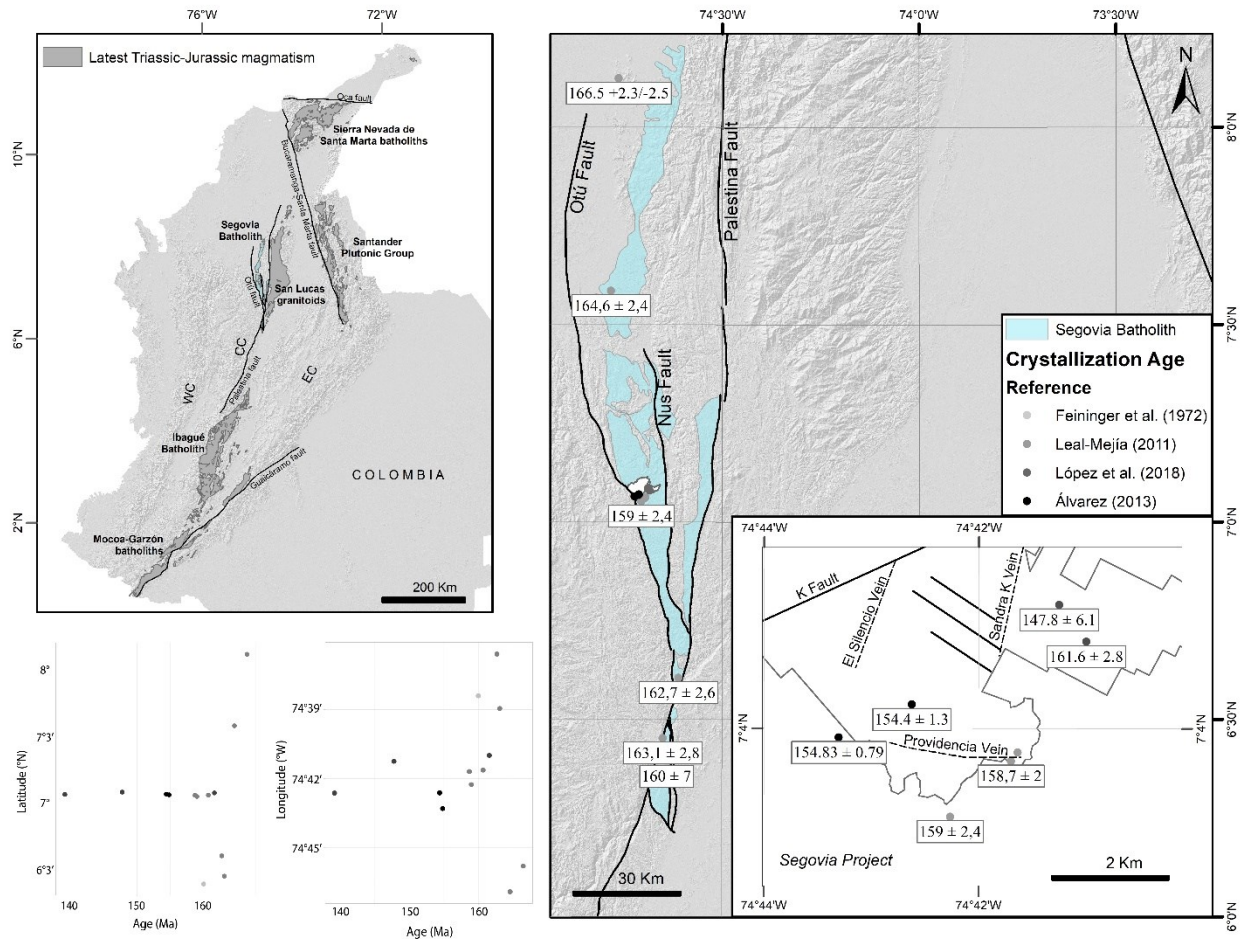 76°W
72°W
Latest Triassic-Jurassic magmatism
Oca fault
Sierra Nevada de
Santa Marta batholiths
10°N
Bucaramanga-Santa Marta fault
Segovia
Batholith
Santander
Plutonic Group
Otú fault
San Lucas
granitoids
6°N
CC
WC
EC
Palestina fault
Ibagué
Batholith
Guaicáramo fault
COLOMBIA
2°N
Mocoa-Garzón
batholiths
200 Km
8°
7°3′
7°
6°3′
Latitude (°N)
140
150
160
Age (Ma)
74°39′
74°42′
74°45′
Longitude (°W)
140
150
160
Age (Ma)
74°30'W
74°0'W
73°30'W
N
166.5 +2.3/-2.5
8°0'N
Otú Fault
Palestina Fault
164,6 ± 2,4
7°30'N
Nus Fault
159 ± 2,4
7°0'N
162,7 ± 2,6
163,1 ± 2,8
160 ± 7
6°30'N
30 Km
6°0'N
Segovia Batholith
Crystallization Age
Reference
Feininger et al. (1972)
Leal-Mejía (2011)
López et al. (2018)
Álvarez (2013)
74°44'W
74°42'W
K Fault
El Silencio Vein
Sandra K Vein
147.8 ± 6.1
161.6 ± 2.8
154.4 ± 1.3
7°4'N
7°4'N
154.83 ± 0.79
Providencia Vein
158,7 ± 2
159 ± 2,4
Segovia Project
2 Km
74°44'W
74°42'W